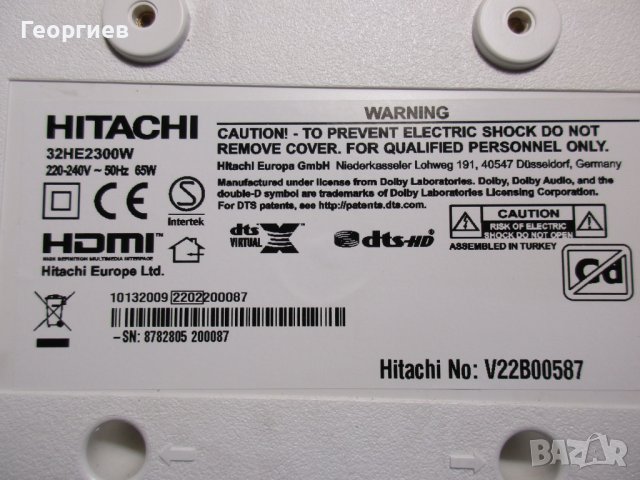 Георгиев
WARNING
HITACHI
32HE2300W
220-240V ~ 50Hz 65W
CAUTION! - TO PREVENT ELECTRIC SHOCK DO NOT
REMOVE COVER. FOR QUALIFIED PERSONNEL ONLY.
Hitachi Europa GmbH Niederkasseler Lohweg 191, 40547 Düsseldorf, Germany
Manufactured under license from Dolby Laboratories. Dolby, Dolby Audio, and the
double-D symbol are trademarks of Dolby Laboratories Licensing Corporation.
For DTS patents, see http://patents.dts.com.
CE
S
Intertek
HDMI
HIGH DEFINITION MULTIMEDIA INTERFACE
Hitachi Europe Ltd.
dts X
VIRTUAL
dts-HD
CAUTION
RISK OF ELECTRIC
SHOCK DO NOT OPEN
ASSEMBLED IN TURKEY
Cd
10132009 2202200087
-SN: 8782805 200087
Hitachi No: V22B00587
BAZAR